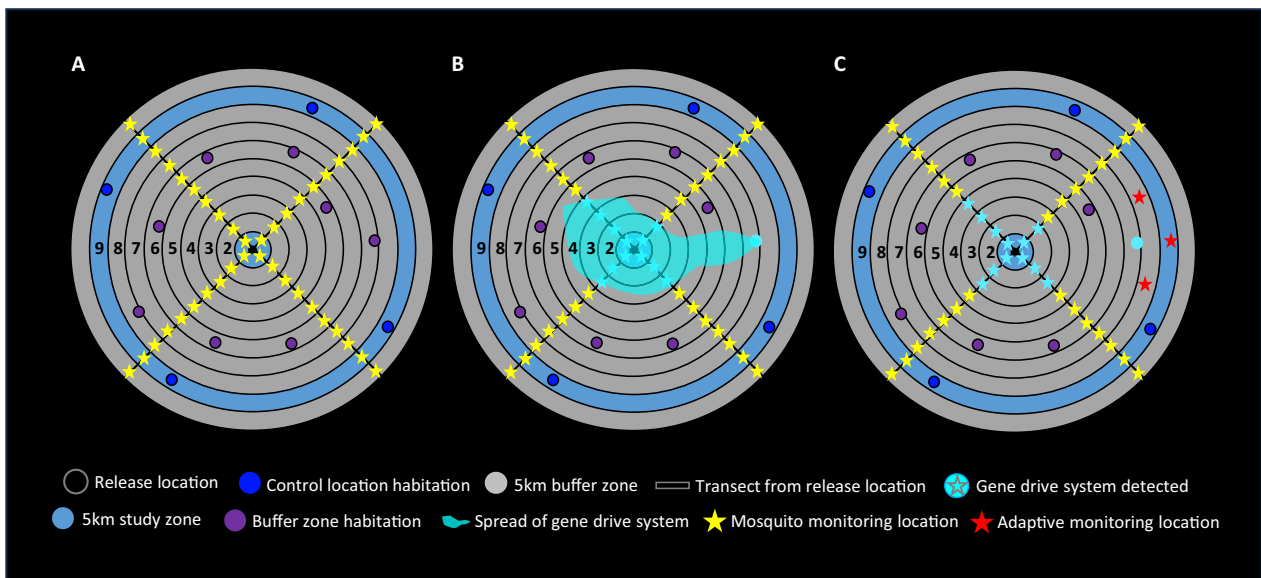 A B C
9 8 7 6 5 4 3 2 9 8 7 6 5 4 3 2 9 8 7 6 5 4 3 2
Release location Control location habitation 5km buffer zone Transect from release location Gene drive system detected
5km study zone Buffer zone habitation Spread of gene drive system Mosquito monitoring location Adaptive monitoring location